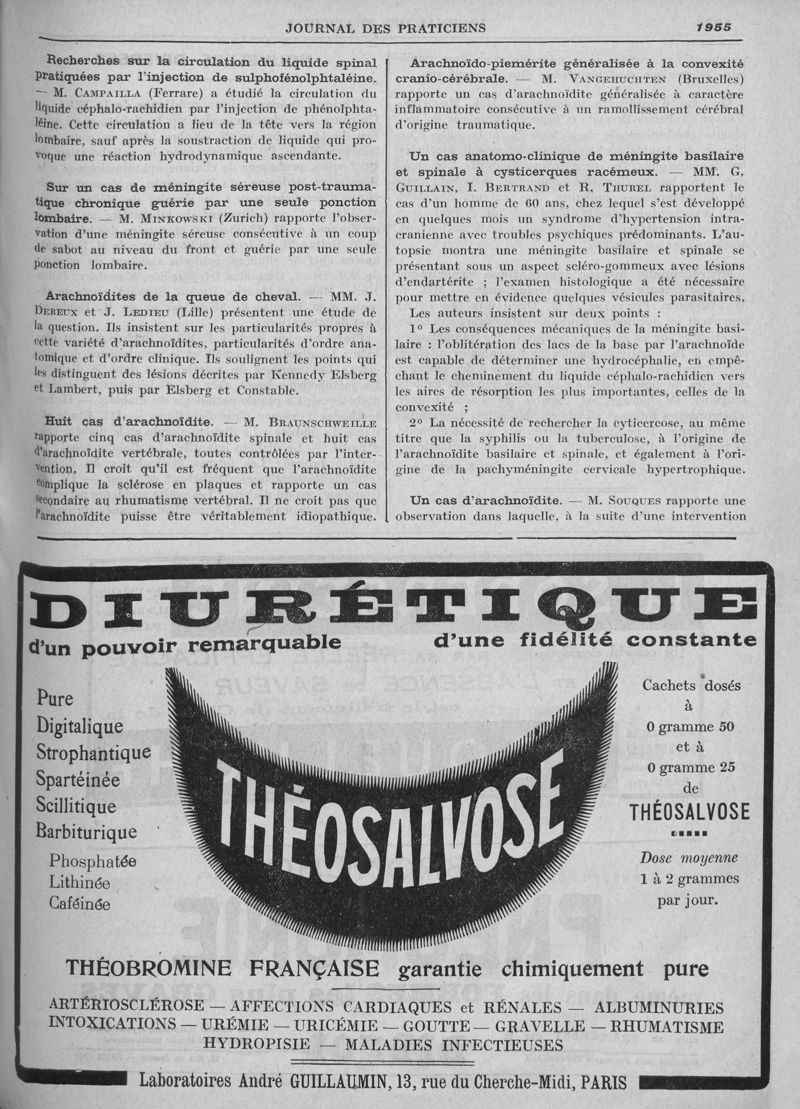 JOURNAL DES PRATICIENS 1955
Recherches sur la circulation du liquide spinal
pratiquées par l'injection de sulphofénolphtaléine.
— M. CAMPAILLA (Ferrare) a étudié la circulation du
liquide céphalo-rachidien par l'injection de phénolphta-
léine. Cette circulation a lieu de la tête vers la région
lombaire, sauf après la soustraction de liquide qui pro-
voque une réaction hydrodynamique ascendante.
Sur un cas de méningite séreuse post-trauma-
tique chronique guérie par une seule ponction
lombaire. — M. MINKOWSKI (Zurich) rapporte l'obser-
vation d'une méningite séreuse consécutive à un coup
de sabot au niveau du front et guérie par une seule
ponction lombaire.
Arachnoïdites de la queue de cheval. — MM. J.
DEREUX et J. LEDIEU (Lille) présentent une étude de
la question. Ils insistent sur les particularités propres à
cette variété d'arachnoïdites, particularités d'ordre ana-
tomique et d'ordre clinique. Ils soulignent les points qui
les distinguent des lésions décrites par Kennedy Elsberg
et Lambert, puis par Elsberg et Constable.
Huit cas d'arachnoïdite. — M. BRAUNSCHWEILLE
rapporte cinq cas d'arachnoïdite spinale et huit cas
d'arachnoïdite vertébrale, toutes contrôlées par l'inter-
vention. Il croit qu'il est fréquent que l'arachnoïdite
complique la sclérose en plaques et rapporte un cas
secondaire au rhumatisme vertébral. Il ne croit pas que
l'arachnoïdite puisse être véritablement idiopathique.
Arachnoïdo-piemérite généralisée à la convexité
cranio-cérébrale. — M. VANGEHUCHTEN (Bruxelles)
rapporte un cas d'arachnoïdite généralisée à caractère
inflammatoire consécutive à un ramollissement cérébral
d'origine traumatique.
Un cas anatomo-clinique de méningite basilaire
et spinale à cysticerques racémeux. — MM. G.
GUILLAIN, I. BERTRAND et R. THUREL rapportent le
cas d'un homme de 60 ans, chez lequel s'est développé
en quelques mois un syndrome d'hypertension intra-
cranienne avec troubles psychiques prédominants. L'au-
topsie montra une méningite basilaire et spinale se
présentant sous un aspect scléro-gommeux avec lésions
d'endartérite ; l'examen histologique a été nécessaire
pour mettre en évidence quelques vésicules parasitaires.
Les auteurs insistent sur deux points :
1° Les conséquences mécaniques de la méningite basi-
laire : l'oblitération des lacs de la base par l'arachnoïde
est capable de déterminer une hydrocéphalie, en empê-
chant le cheminement du liquide céphalo-rachidien vers
les aires de résorption les plus importantes, celles de la
convexité ;
2° La nécessité de rechercher la cyticercose, au même
titre que la syphilis ou la tuberculose, à l'origine de
l'arachnoïdite basilaire et spinale, et également à l'ori-
gine de la pachyméningite cervicale hypertrophique.
Un cas d'arachnoïdite. — M. SOUQUES rapporte une
observation dans laquelle, à la suite d'une intervention
DIURÉTIQUE
d'un pouvoir remarquable d'une fidélité constante
Pure
Digitalique
Strophantique
Spartéinée
Scillitique
Barbiturique
Phosphatée
Lithinée
Caféinée
THÉOSALVOSE
Cachets dosés
à
0 gramme 50
et à
0 gramme 25
de
THÉOSALVOSE
Dose moyenne
1 à 2 grammes
par jour.
THÉOBROMINE FRANÇAISE garantie chimiquement pure
ARTÉRIOSCLÉROSE — AFFECTIONS CARDIAQUES et RÉNALES — ALBUMINURIES
INTOXICATIONS — URÉMIE — URICÉMIE — GOUTTE — GRAVELLE — RHUMATISME
HYDROPISIE — MALADIES INFECTIEUSES
Laboratoires André GUILLAUMIN, 13, rue du Cherche-Midi, PARIS